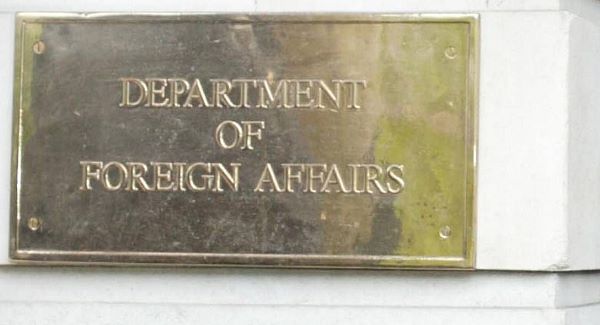 DEPARTMENT
OF
FOREIGN AFFAIRS